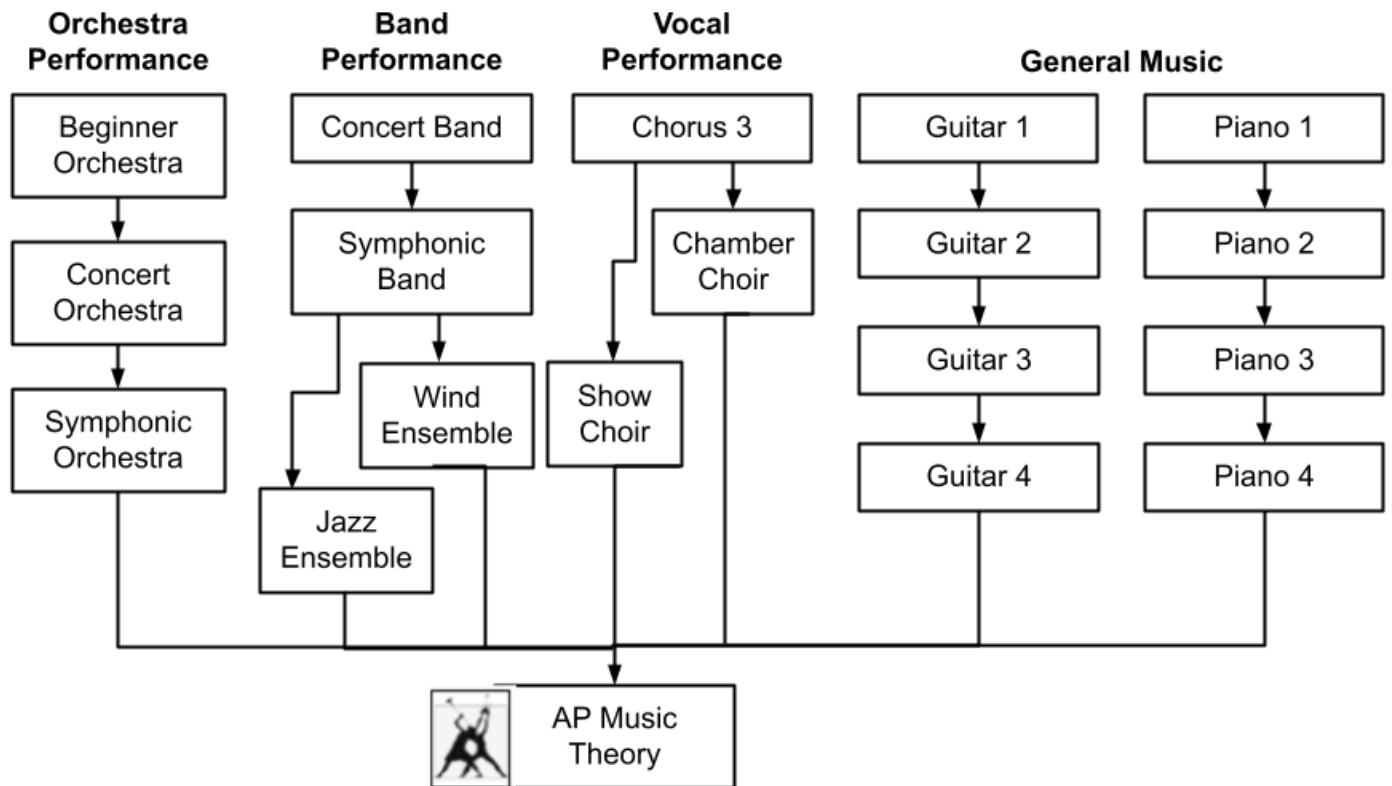 Orchestra
Performance
Band
Performance
Vocal
Performance
General Music
Beginner
Orchestra
Concert
Orchestra
Symphonic
Orchestra
Concert Band
Symphonic
Band
Wind
Ensemble
Jazz
Ensemble
Chorus 3
Chamber
Choir
Show
Choir
Guitar 1
Guitar 2
Guitar 3
Guitar 4
Piano 1
Piano 2
Piano 3
Piano 4
AP Music
Theory